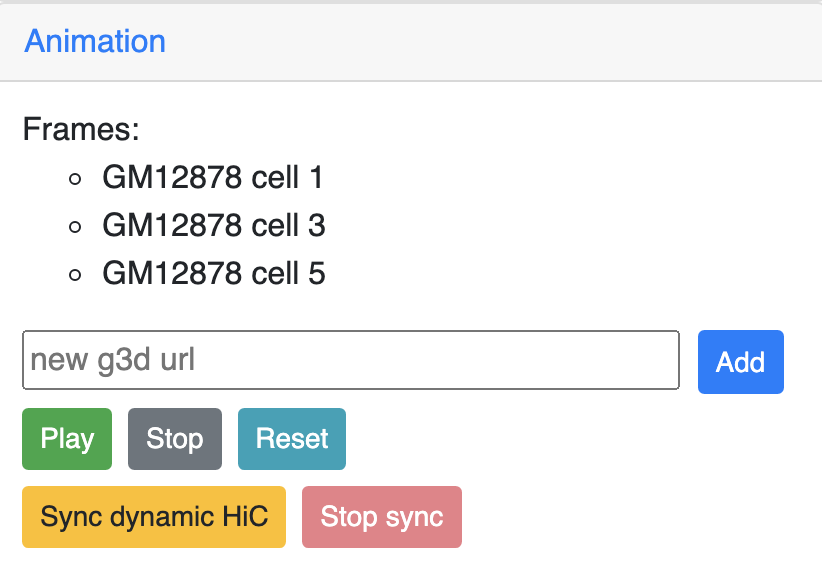 Animation
Frames:
GM12878 cell 1
GM12878 cell 3
GM12878 cell 5
new g3d url Add
Play Stop Reset
Sync dynamic HiC Stop sync